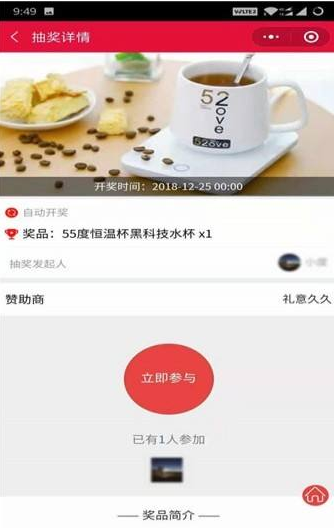 9:49
VoLTE2
抽奖详情
52
ove
52ove
开奖时间：2018-12-25 00:00
自动开奖
奖品：55度恒温杯黑科技水杯 x1
抽奖发起人
赞助商
礼意久久
立即参与
已有1人参加
奖品简介